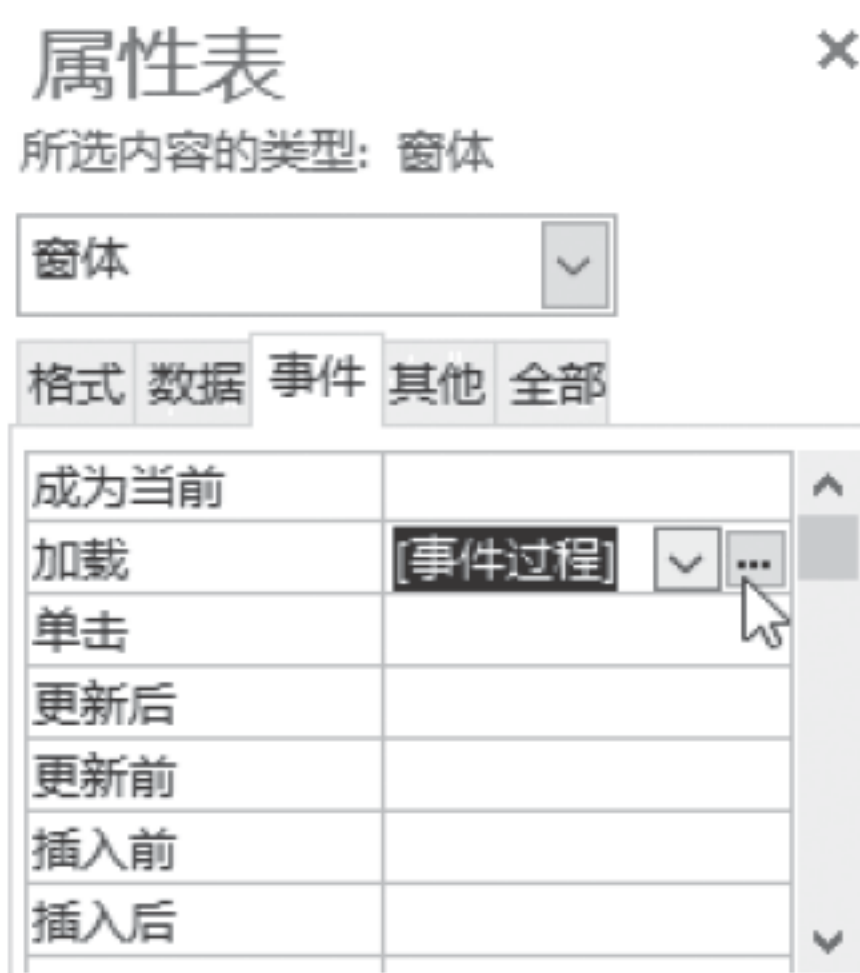 属性表
所选内容的类型: 窗体
窗体
格式 数据 事件 其他 全部
成为当前
加载 [事件过程] ...
单击
更新后
更新前
插入前
插入后